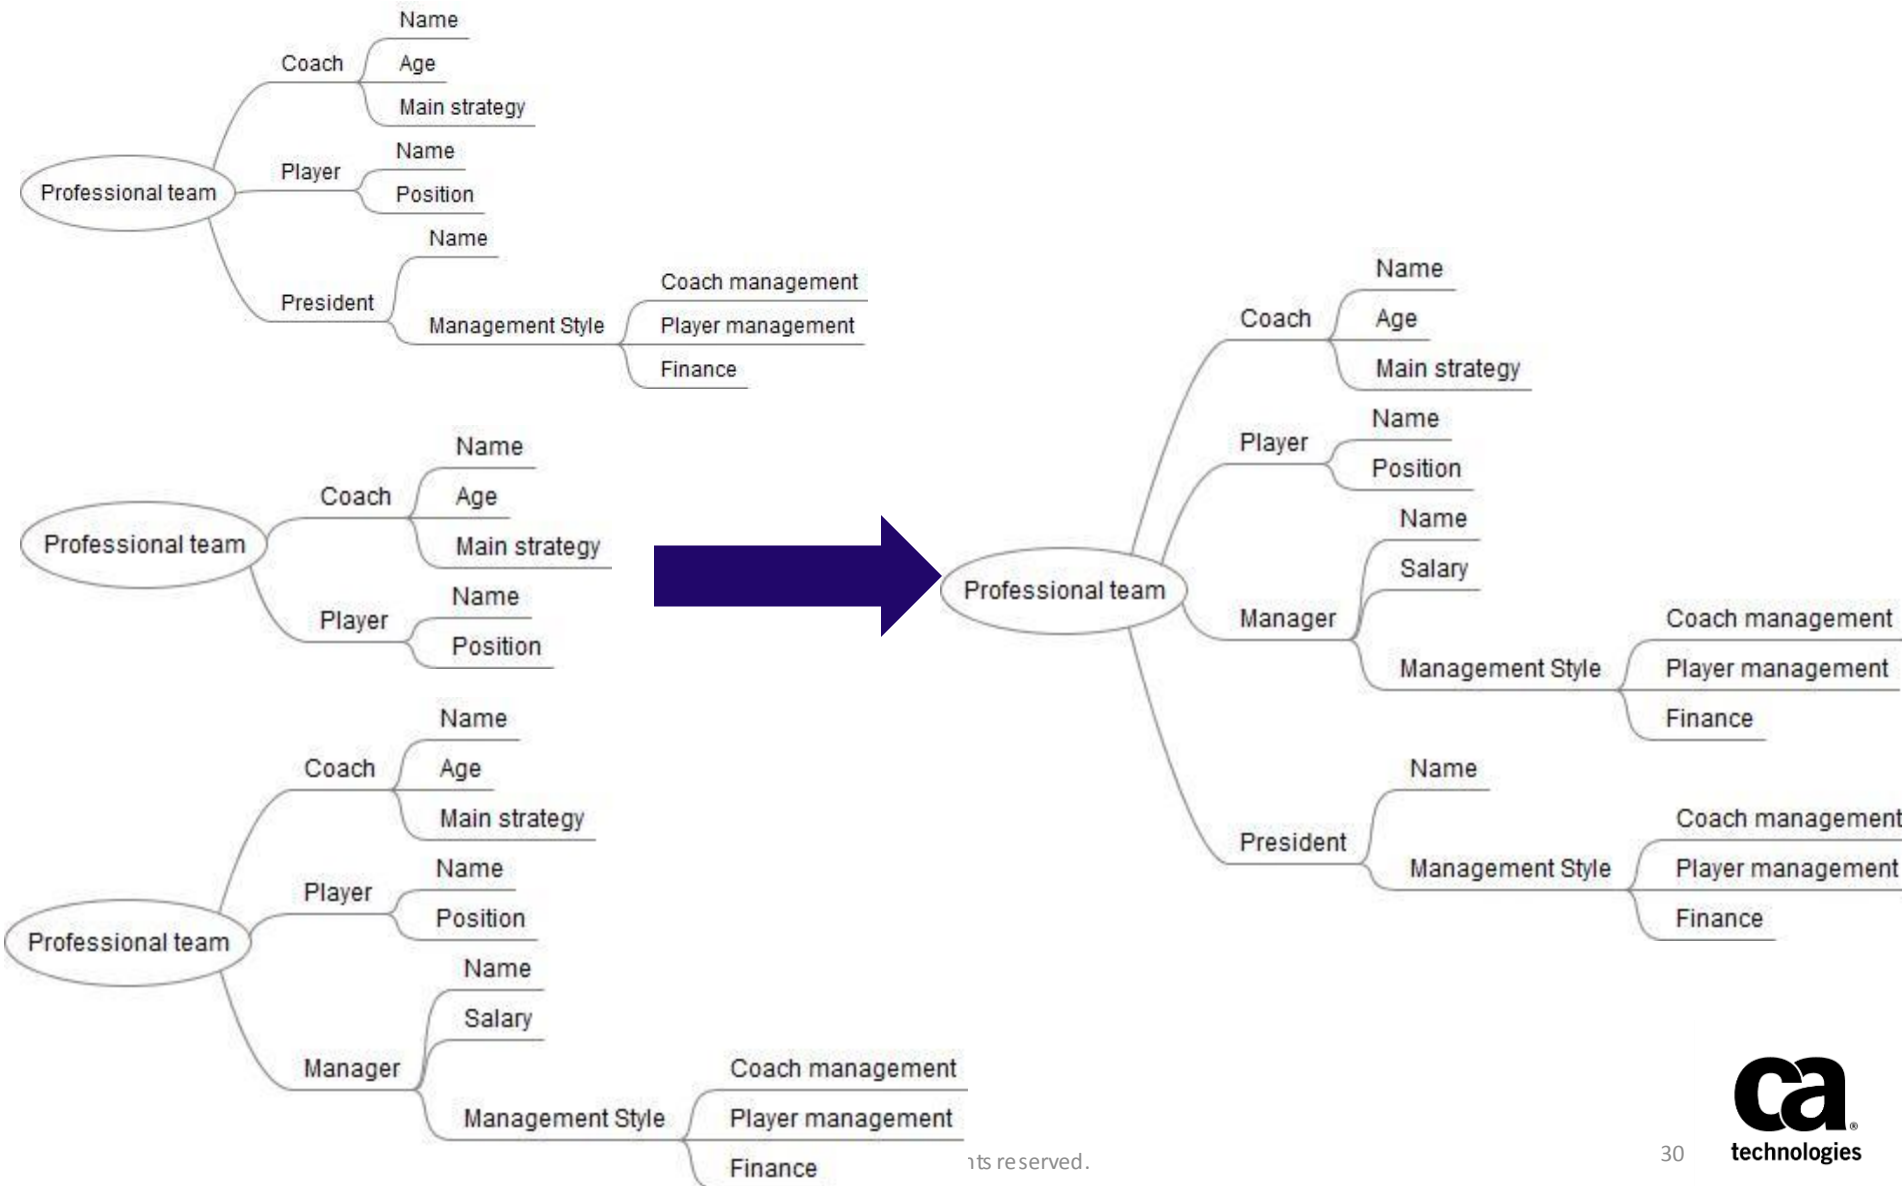 Name
Coach
Age
Main strategy
Name
Player
Position
Professional team
Name
President
Management Style
Coach management
Player management
Finance
Name
Coach
Age
Main strategy
Professional team
Name
Player
Position
Name
Coach
Age
Main strategy
Name
Player
Position
Professional team
Name
Salary
Manager
Management Style
Coach management
Player management
Finance
Name
Coach
Age
Main strategy
Name
Player
Position
Professional team
Name
Salary
Manager
Management Style
Coach management
Player management
Finance
Name
President
Management Style
Coach management
Player management
Finance
reserved.
30
ca
technologies